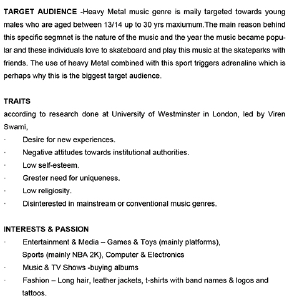 TARGET AUDIENCE -Heavy Metal music genre is maily targeted towards young
males who are aged between 13/14 up to 30 yrs maxiumum.The main reason behind
this specific segmnet is the nature of the music and the year the music became popu-
lar and these individuals love to skateboard and play this music at the skateparks with
friends. The use of heavy Metal combined with this sport triggers adrenaline which is
perhaps why this is the biggest target audience.
TRAITS
according to research done at University of Westminster in London, led by Viren
Swami,
· Desire for new experiences.
· Negative attitudes towards institutional authorities.
· Low self-esteem.
· Greater need for uniqueness.
· Low religiosity.
· Disinterested in mainstream or conventional music genres.
INTERESTS & PASSION
· Entertainment & Media – Games & Toys (mainly platforms),
Sports (mainly NBA 2K), Computer & Electronics
· Music & TV Shows -buying albums
· Fashion – Long hair, leather jackets, t-shirts with band names & logos and
tattoos.